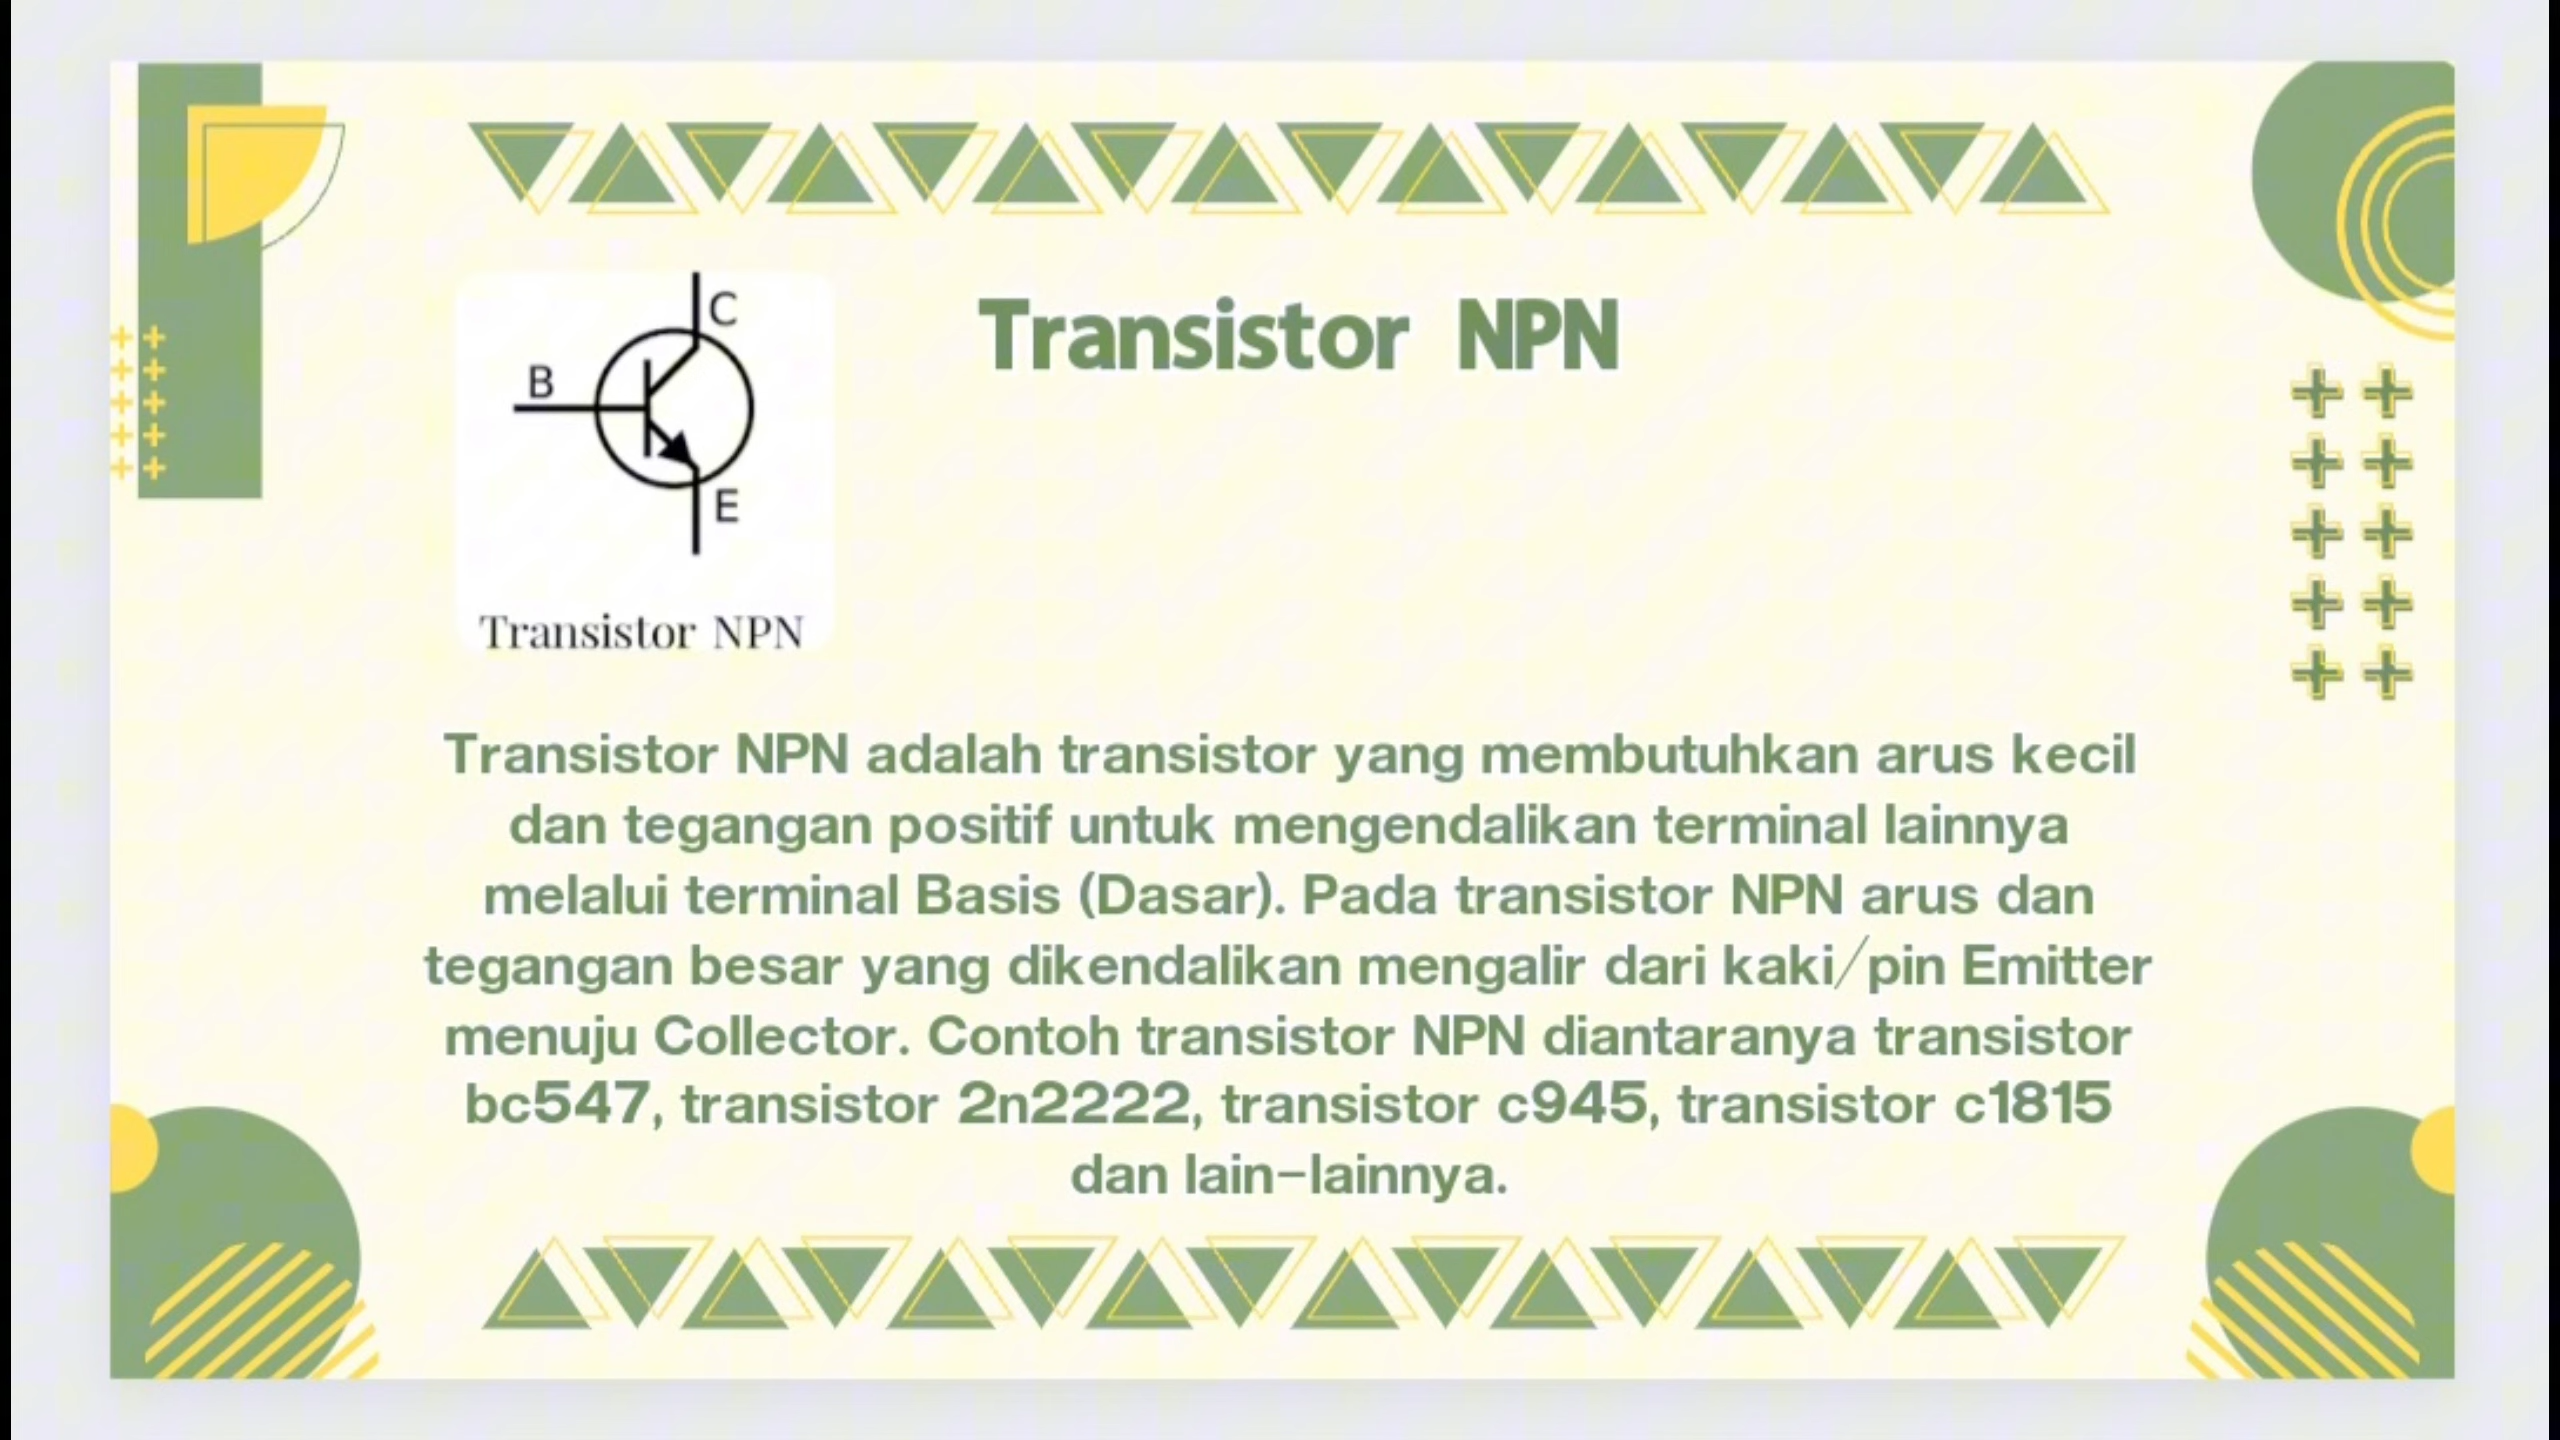 C
B
E
Transistor NPN
Transistor NPN
Transistor NPN adalah transistor yang membutuhkan arus kecil
dan tegangan positif untuk mengendalikan terminal lainnya
melalui terminal Basis (Dasar). Pada transistor NPN arus dan
tegangan besar yang dikendalikan mengalir dari kaki/pin Emitter
menuju Collector. Contoh transistor NPN diantaranya transistor
bc547, transistor 2n2222, transistor c945, transistor c1815
dan lain-lainnya.